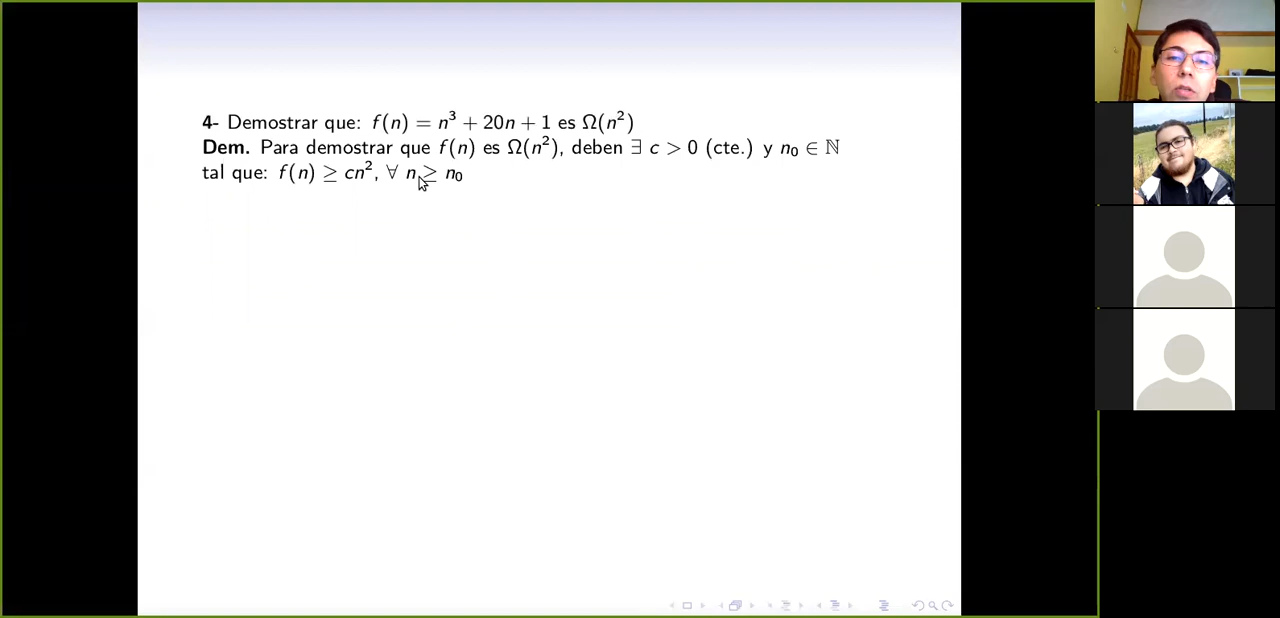 4- Demostrar que: f(n) = n³ + 20n + 1 es Ω(n²)
Dem. Para demostrar que f(n) es Ω(n²), deben ∃ c > 0 (cte.) y n₀ ∈ ℕ
tal que: f(n) ≥ cn², ∀ n ≥ n₀